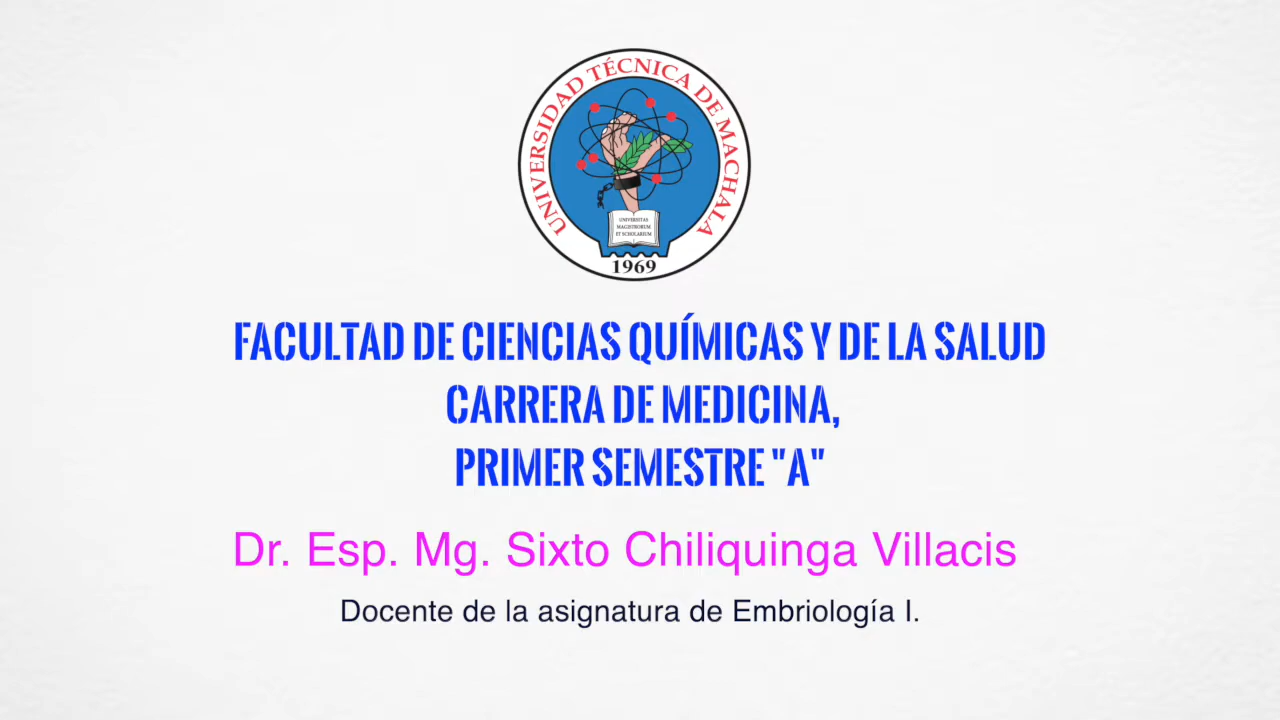 UNIVERSIDAD TÉCNICA DE MACHALA
UNIVERSITAS
MAGISTRORUM
ET SCHOLARIUM
1969
FACULTAD DE CIENCIAS QUÍMICAS Y DE LA SALUD
CARRERA DE MEDICINA,
PRIMER SEMESTRE "A"
Dr. Esp. Mg. Sixto Chiliquinga Villacis
Docente de la asignatura de Embriología I.